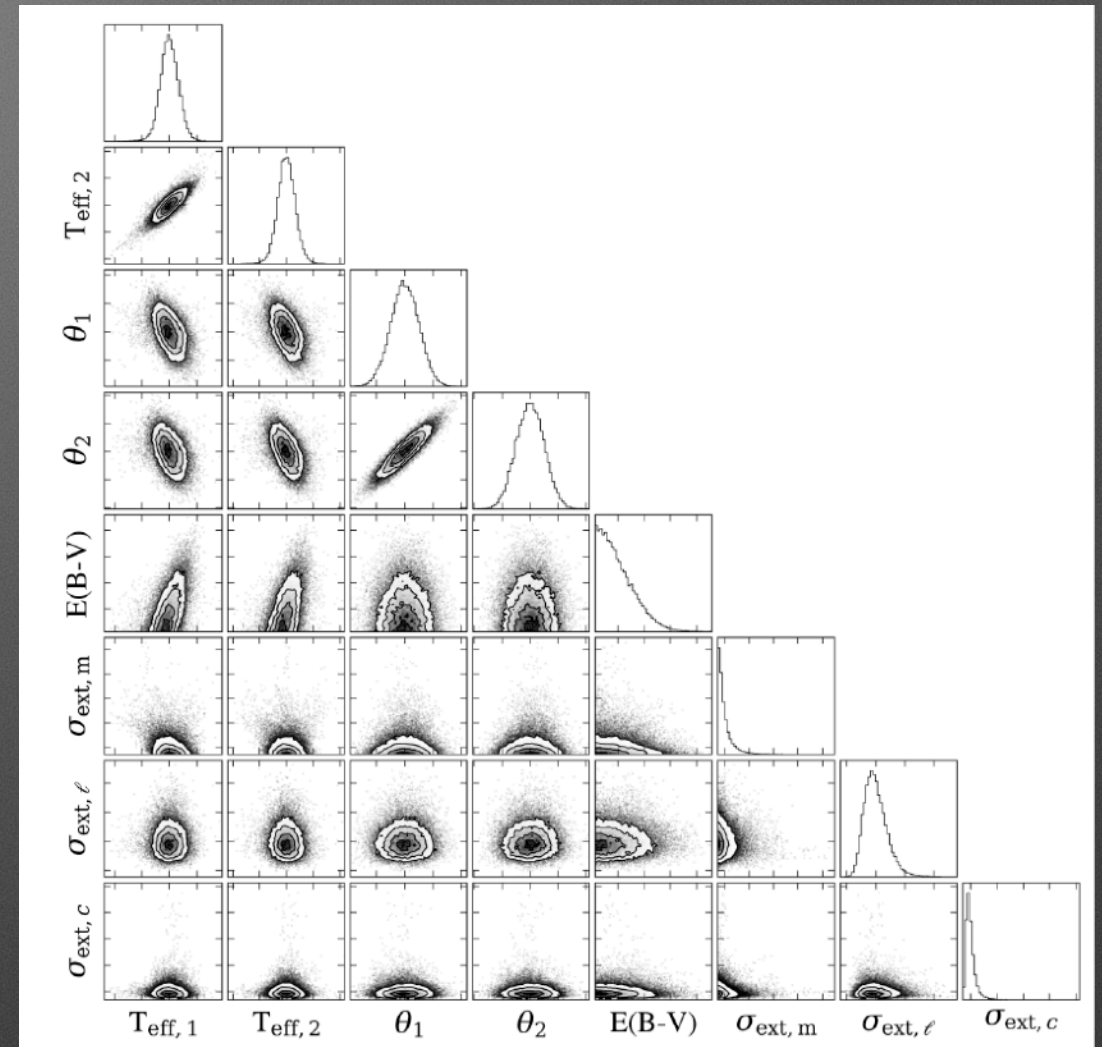 T_eff, 2
θ_1
θ_2
E(B-V)
σ_ext, m
σ_ext, ℓ
σ_ext, c
T_eff, 1 T_eff, 2 θ_1 θ_2 E(B-V) σ_ext, m σ_ext, ℓ σ_ext, c